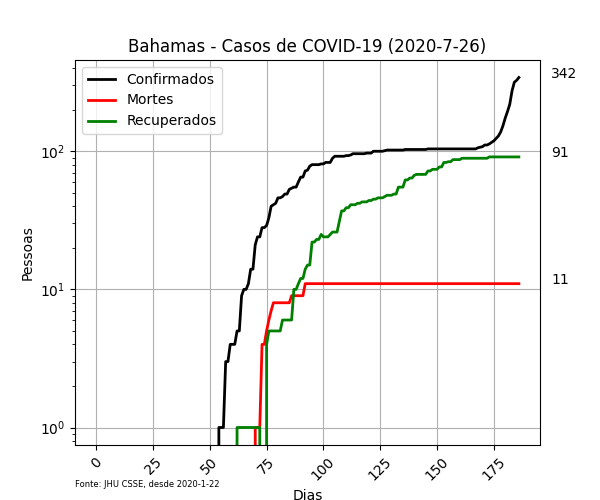 Bahamas - Casos de COVID-19 (2020-7-26)
Confirmados
Mortes
Recuperados
342
91
11
10²
10¹
10⁰
Pessoas
0
25
50
75
100
125
150
175
Fonte: JHU CSSE, desde 2020-1-22
Dias